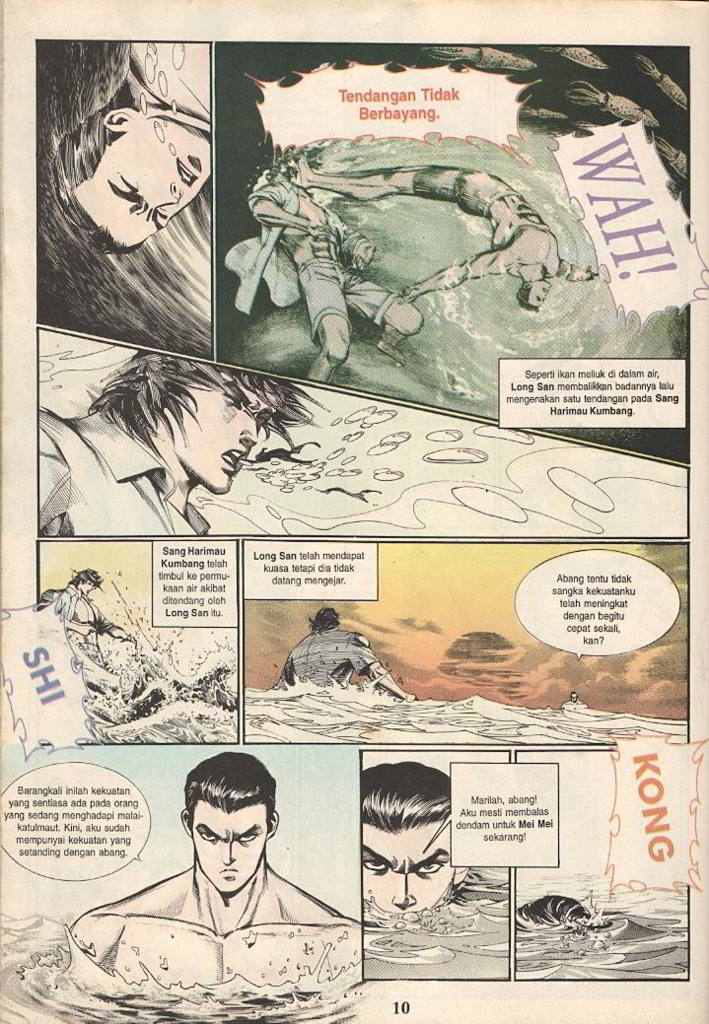 Tendangan Tidak
Berbayang.
WAH!
Seperti ikan meliuk di dalam air,
Long San membalikkan badannya lalu
mengenakan satu tendangan pada Sang
Harimau Kumbang.
Sang Harimau
Kumbang telah
timbul ke permu-
kaan air akibat
ditendang oleh
Long San itu.
SHI
Long San telah mendapat
kuasa tetapi dia tidak
datang mengejar.
Abang tentu tidak
sangka kekuatanku
telah meningkat
dengan begitu
cepat sekali,
kan?
Barangkali inilah kekuatan
yang sentiasa ada pada orang
yang sedang menghadapi malai-
katulmaut. Kini, aku sudah
mempunyai kekuatan yang
setanding dengan abang.
Marilah, abang!
Aku mesti membalas
dendam untuk Mei Mei
sekarang!
KONG
10